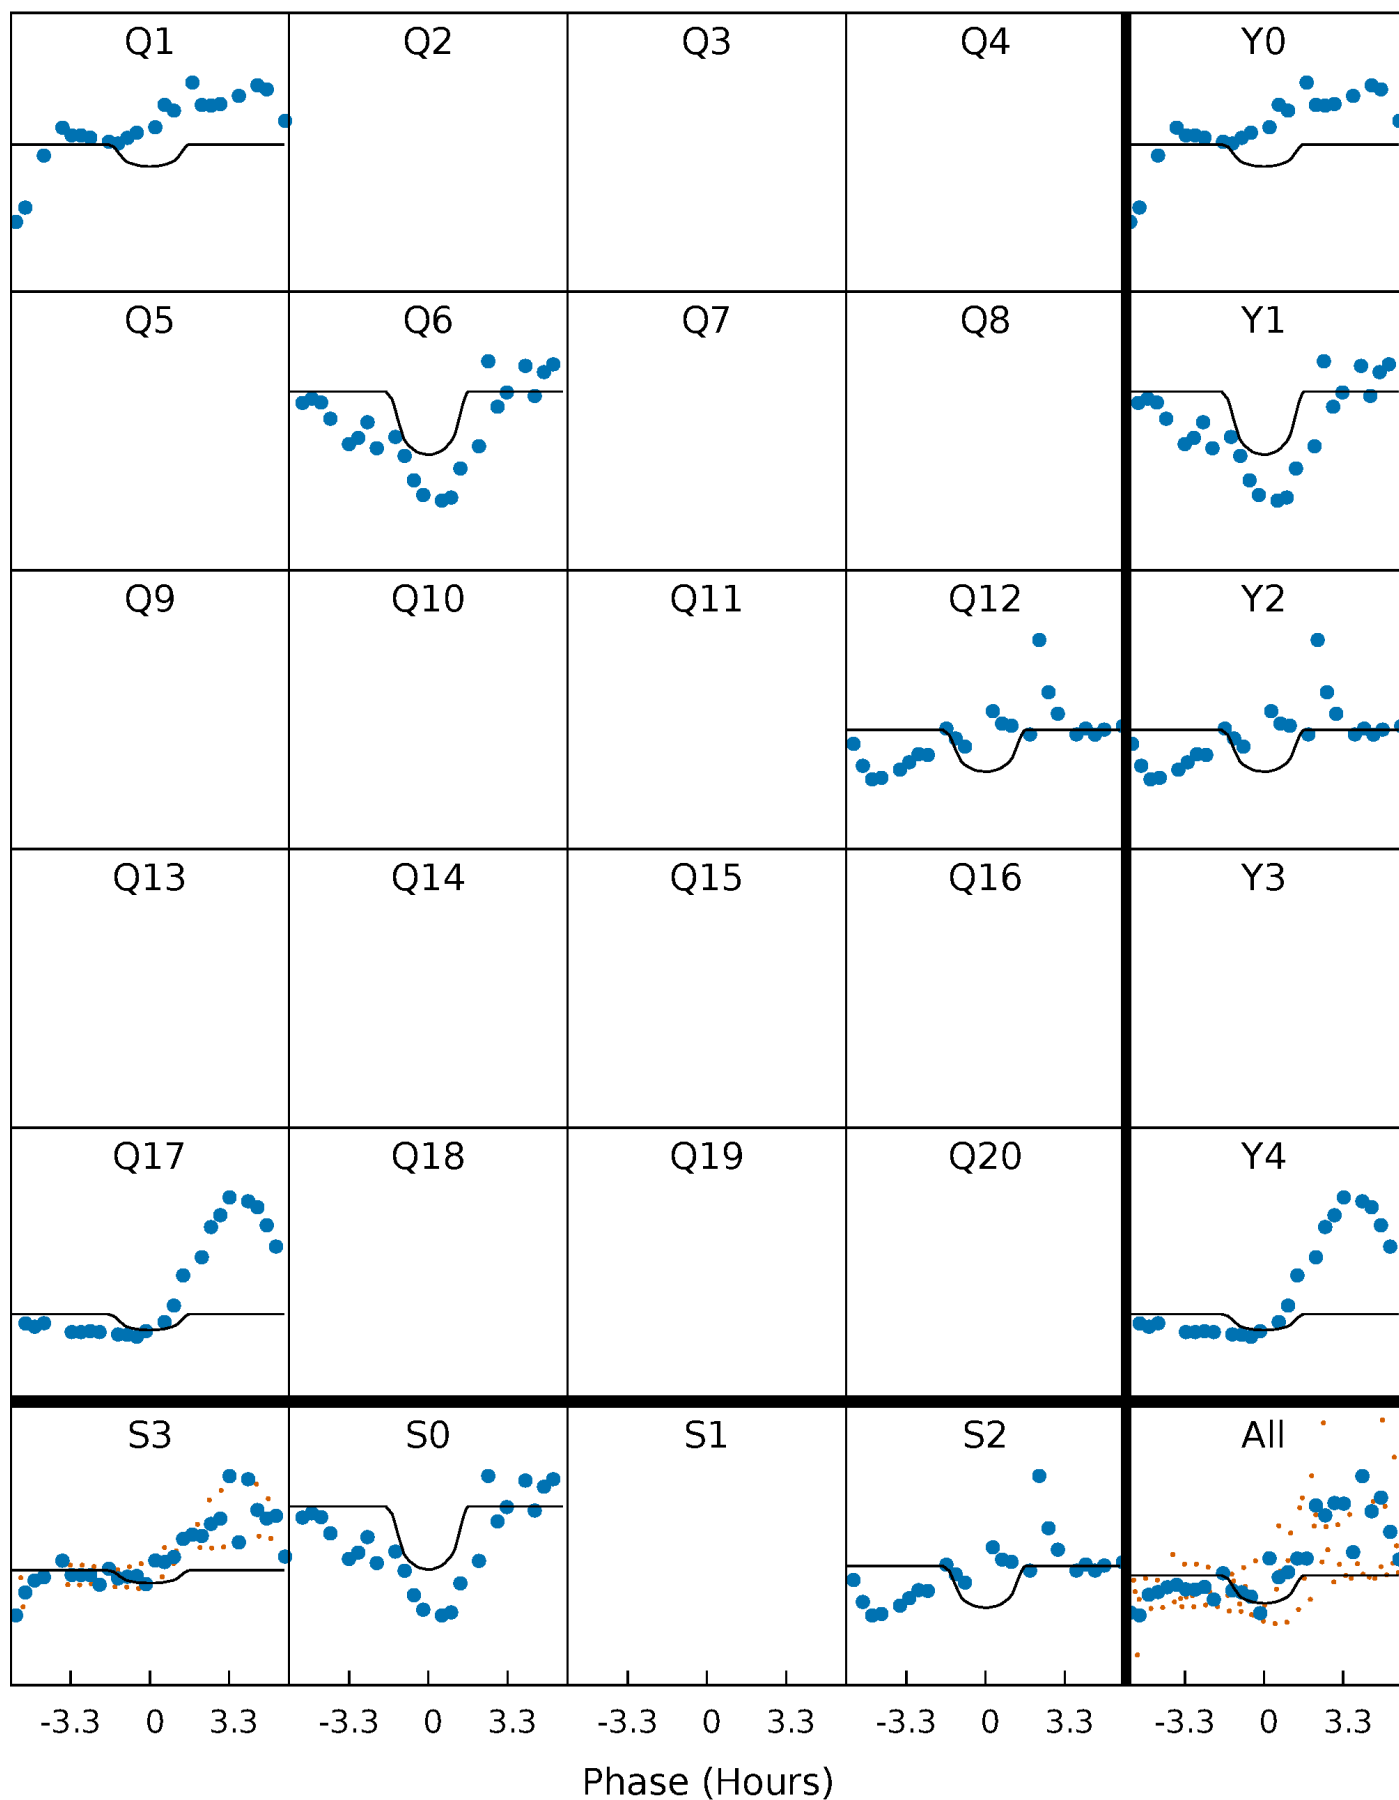 Q1 Q2 Q3 Q4 Y0
Q5 Q6 Q7 Q8 Y1
Q9 Q10 Q11 Q12 Y2
Q13 Q14 Q15 Q16 Y3
Q17 Q18 Q19 Q20 Y4
S3 S0 S1 S2 All
-3.3 0 3.3 -3.3 0 3.3 -3.3 0 3.3 -3.3 0 3.3 -3.3 0 3.3
Phase (Hours)